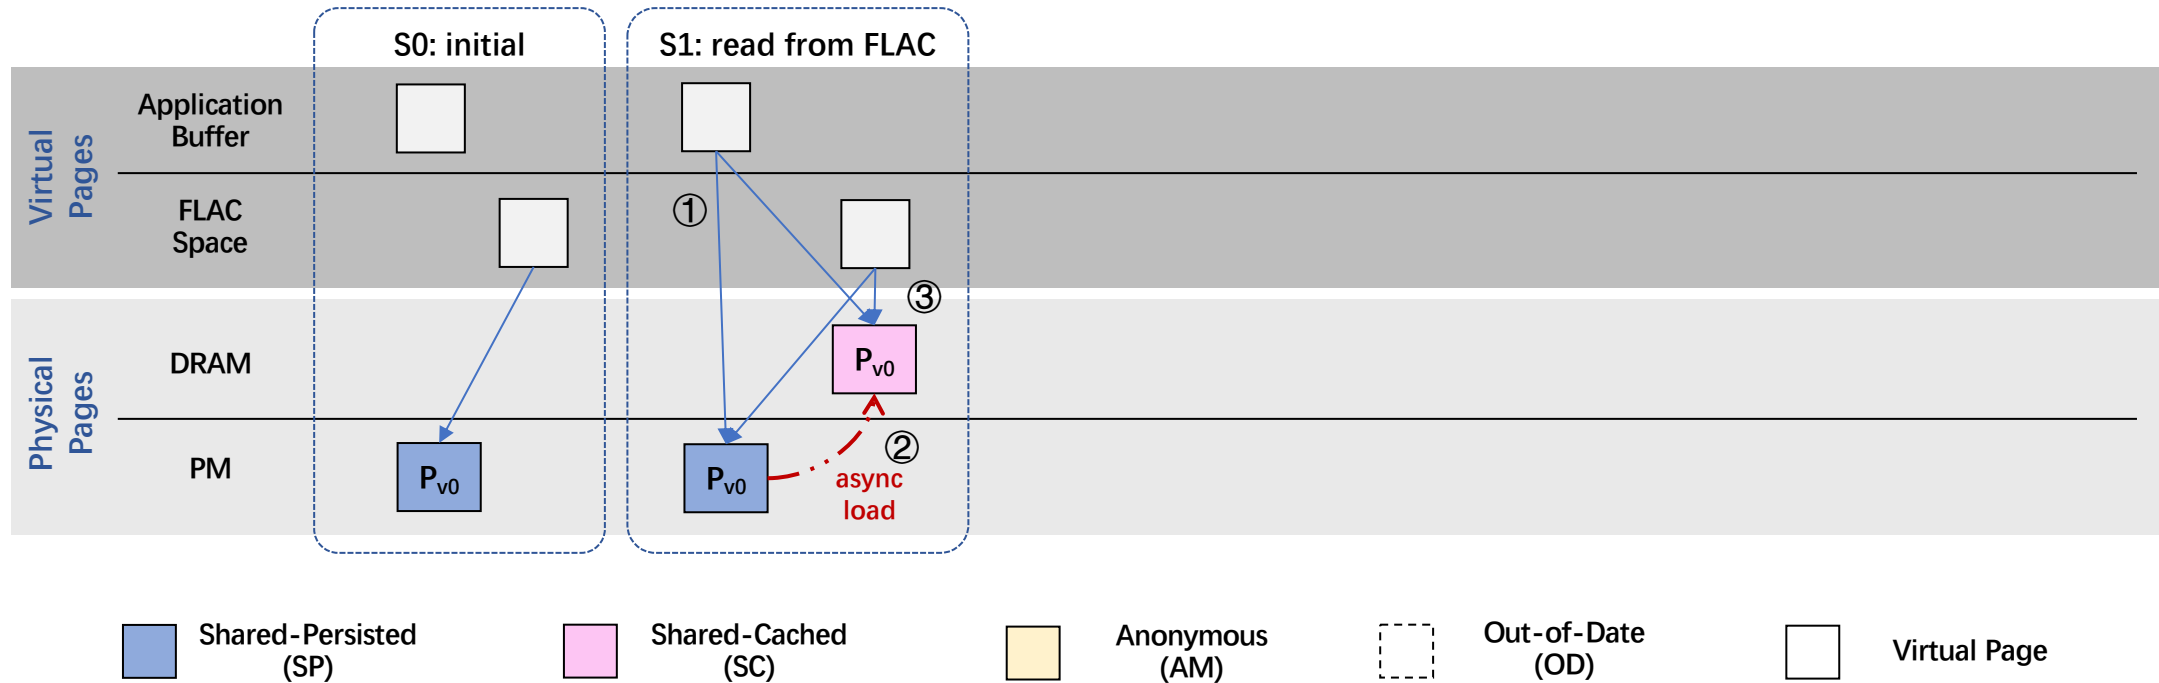 S0: initial
S1: read from FLAC
Virtual
Pages
Application
Buffer
FLAC
Space
①
③
Physical
Pages
DRAM
PM
Pv0
Pv0
Pv0
②
async
load
Shared-Persisted
(SP)
Shared-Cached
(SC)
Anonymous
(AM)
Out-of-Date
(OD)
Virtual Page